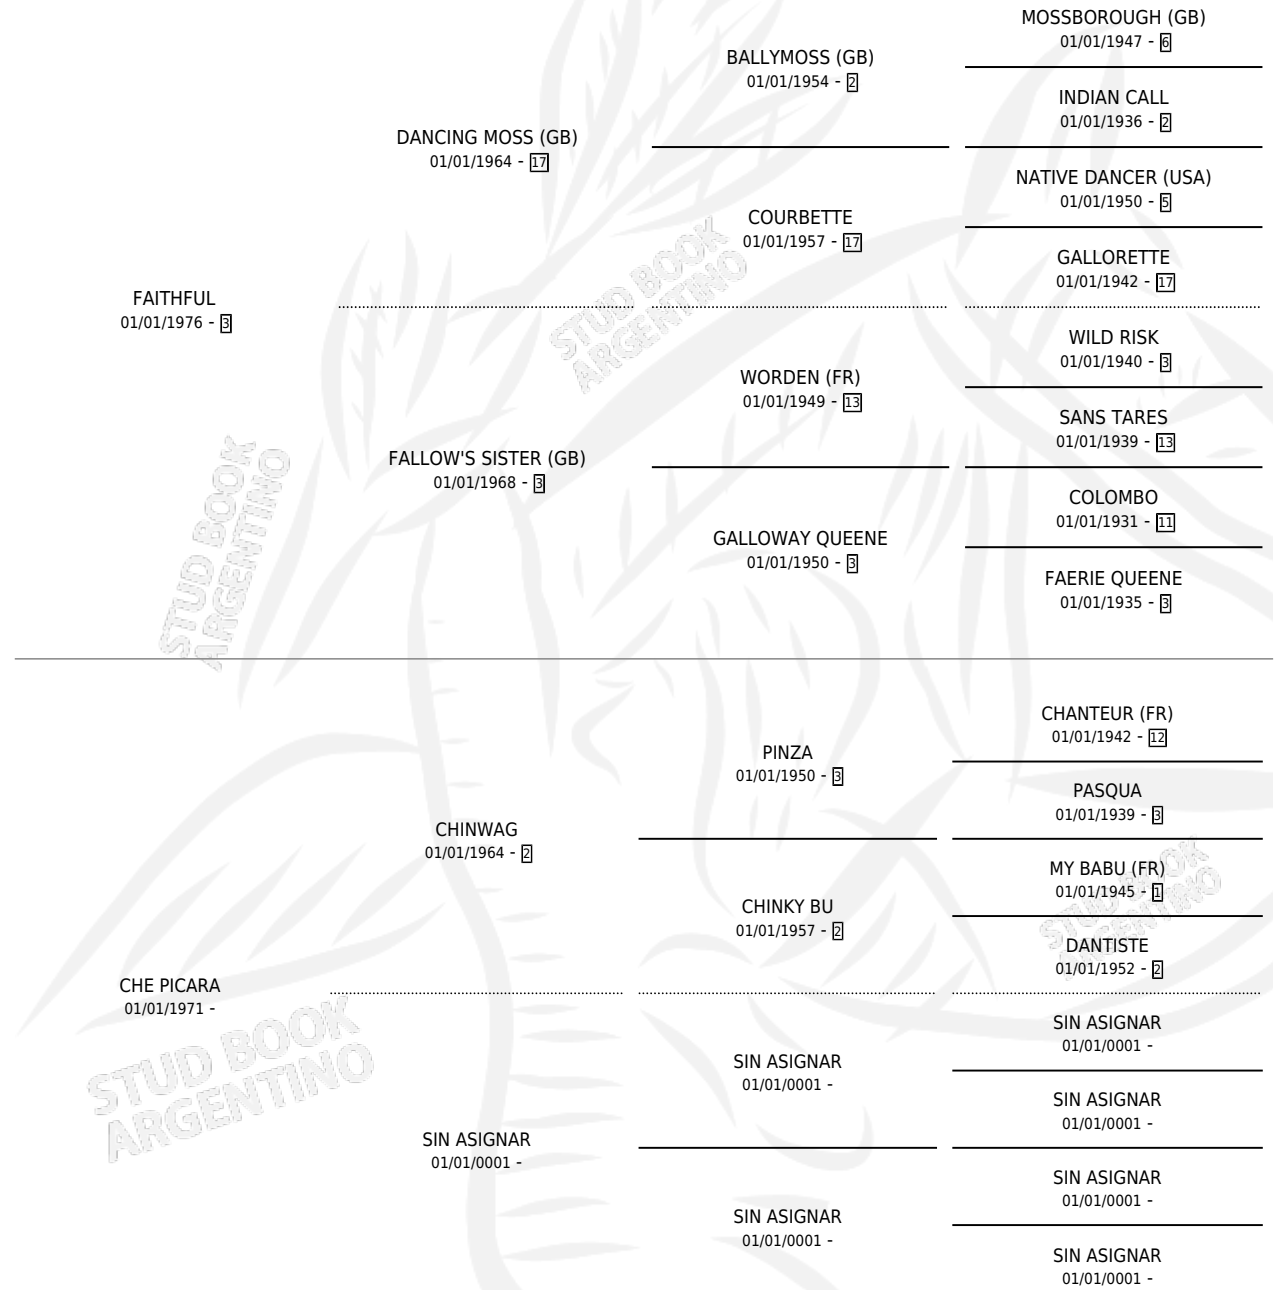 MOSSBOROUGH (GB)
01/01/1947 - 6
BALLYMOSS (GB)
01/01/1954 - 2
INDIAN CALL
01/01/1936 - 2
DANCING MOSS (GB)
01/01/1964 - 17
NATIVE DANCER (USA)
01/01/1950 - 5
COURBETTE
01/01/1957 - 17
GALLORETTE
01/01/1942 - 17
FAITHFUL
01/01/1976 - 3
WILD RISK
01/01/1940 - 3
WORDEN (FR)
01/01/1949 - 13
SANS TARES
01/01/1939 - 13
FALLOW'S SISTER (GB)
01/01/1968 - 3
COLOMBO
01/01/1931 - 11
GALLOWAY QUEENE
01/01/1950 - 3
FAERIE QUEENE
01/01/1935 - 3
STUD BOOK
ARGENTINO
STUD BOOK
ARGENTINO
CHANTEUR (FR)
01/01/1942 - 12
PINZA
01/01/1950 - 3
PASQUA
01/01/1939 - 3
CHINWAG
01/01/1964 - 2
MY BABU (FR)
01/01/1945 - 1
CHINKY BU
01/01/1957 - 2
DANTISTE
01/01/1952 - 2
CHE PICARA
01/01/1971 -
SIN ASIGNAR
01/01/0001 -
SIN ASIGNAR
01/01/0001 -
SIN ASIGNAR
01/01/0001 -
SIN ASIGNAR
01/01/0001 -
SIN ASIGNAR
01/01/0001 -
SIN ASIGNAR
01/01/0001 -
SIN ASIGNAR
01/01/0001 -
STUD BOOK
ARGENTINO
STUD BOOK
ARGENTINO